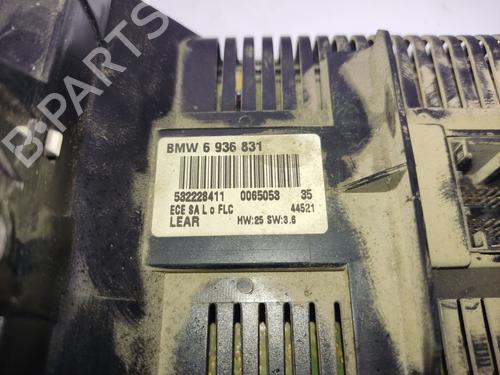 BMW 6 936 831
532228411 0065053 35
ECE SA L o FLC 44521
LEAR HW:25 SW:3.6
B-PARTS